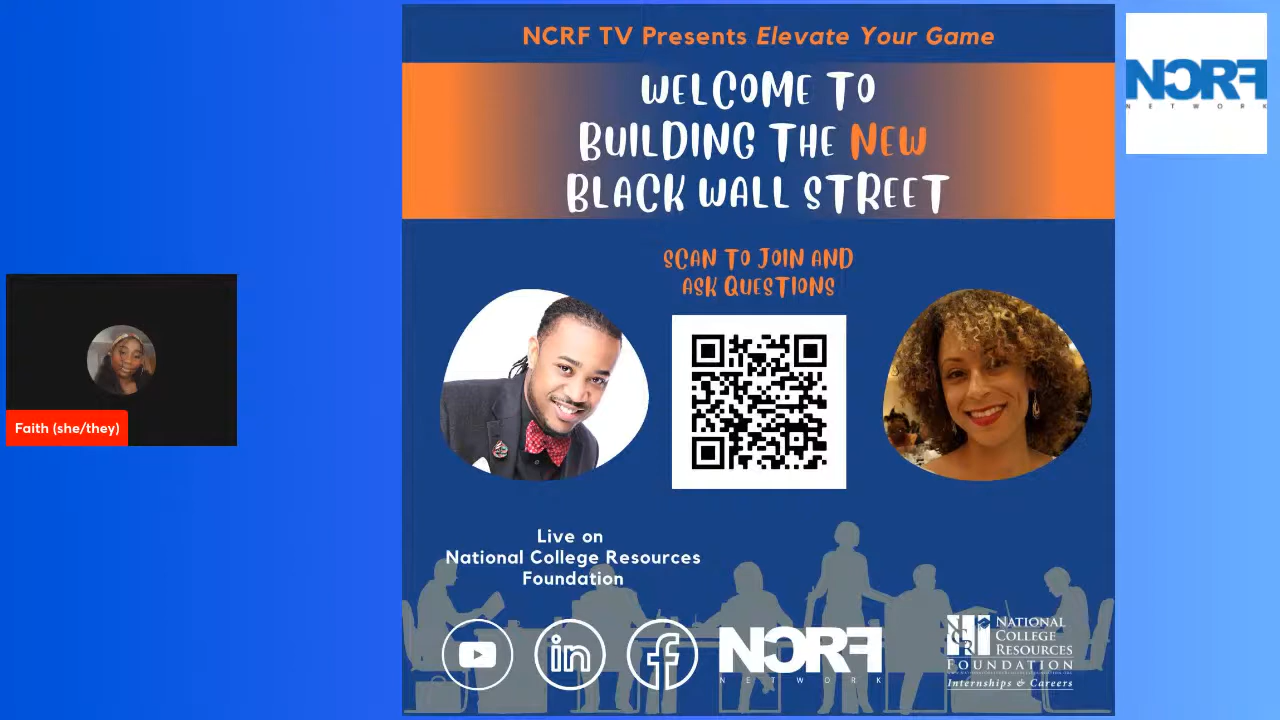 NCRF TV Presents Elevate Your Game
WELCOME TO
BUILDING THE NEW
BLACK WALL STREET
NCRF
NETWORK
SCAN TO JOIN AND
ASK QUESTIONS
Faith (she/they)
Live on
National College Resources
Foundation
in
f
NCRF
NETWORK
NCRF
NATIONAL
COLLEGE
RESOURCES
FOUNDATION
Internships & Careers